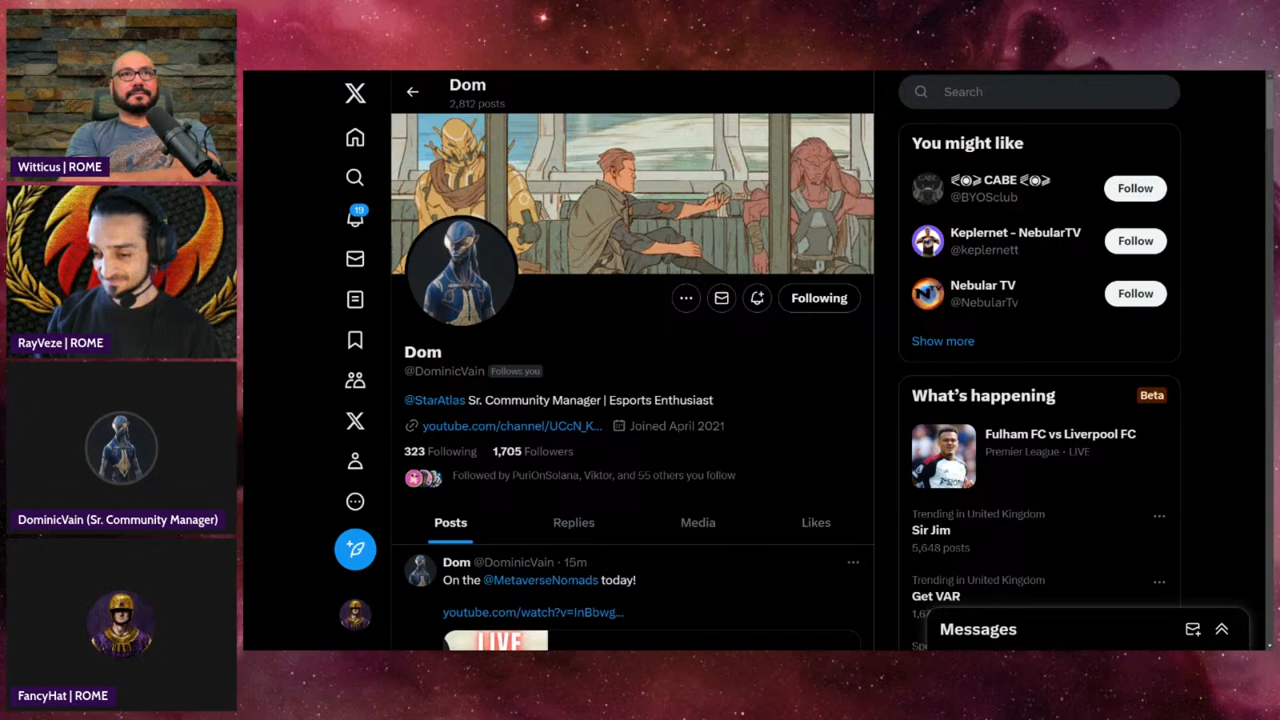 Witticus | ROME
RayVeze | ROME
DominicVain (Sr. Community Manager)
FancyHat | ROME
19
Dom
2,812 posts
Following
Dom
@DominicVain Follows you
@StarAtlas Sr. Community Manager | Esports Enthusiast
youtube.com/channel/UCcN_K... Joined April 2021
323 Following 1,705 Followers
Followed by PuriOnSolana, Viktor, and 55 others you follow
Posts Replies Media Likes
Dom @DominicVain · 15m
On the @MetaverseNomads today!
youtube.com/watch?v=InBbwg...
LIVE
Search
You might like
CABE
@BYOSclub
Follow
Keplernet - NebularTV
@keplernett
Follow
Nebular TV
@NebularTv
Follow
Show more
What's happening
Beta
Fulham FC vs Liverpool FC
Premier League · LIVE
Trending in United Kingdom
Sir Jim
5,648 posts
Trending in United Kingdom
Get VAR
Messages